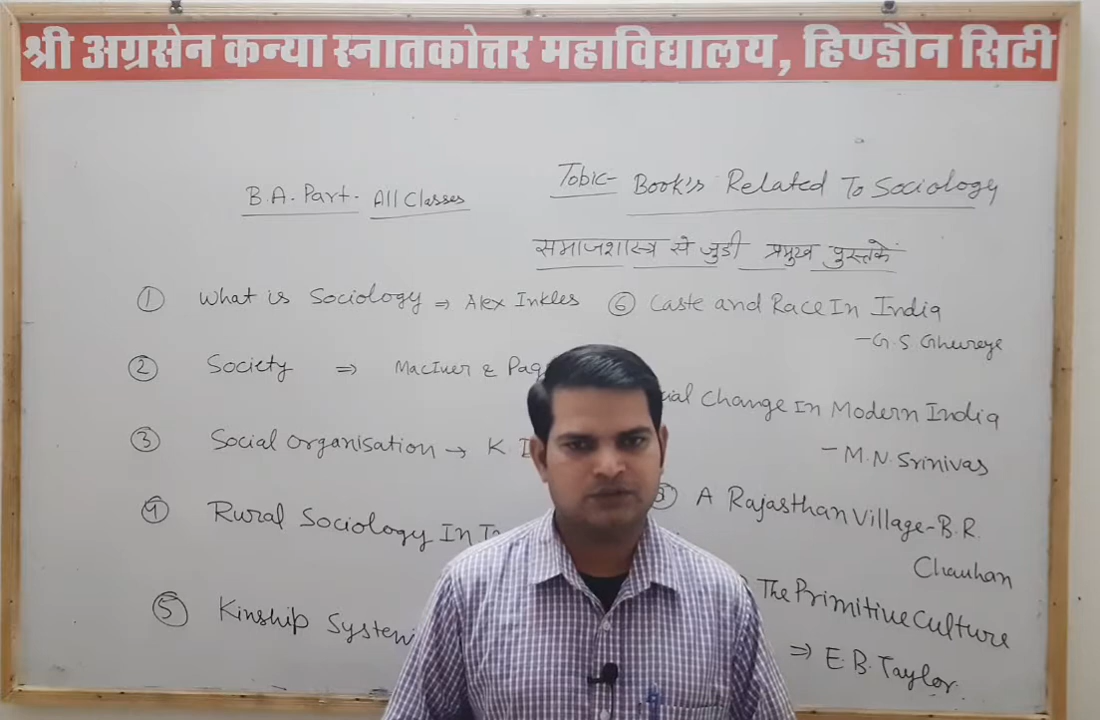 श्री अग्रसेन कन्या स्नातकोत्तर महाविद्यालय, हिण्डौन सिटी
B.A. Part. All Classes
Tobic- Book's Related To Sociology
समाजशास्त्र से जुडी प्रमुख पुस्तकें
① What is Sociology ⇒ Alex Inkles
② Society ⇒ MacIver &
③ Social Organisation → K.
④ Rural Sociology In
⑤ Kinship System
⑥ Caste and Race In India
- G.S. Ghureye
Change In Modern India
- M.N. Srinivas
A Rajasthan Village - B.R.
Chauhan
The Primitive Culture
⇒ E.B. Taylor.